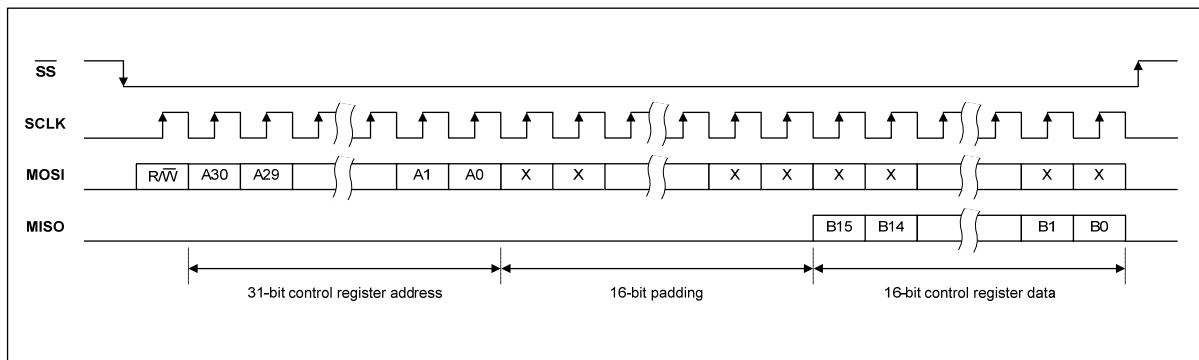 SS
SCLK
MOSI R/W A30 A29 A1 A0 X X X X X X X X
MISO B15 B14 B1 B0
31-bit control register address 16-bit padding 16-bit control register data